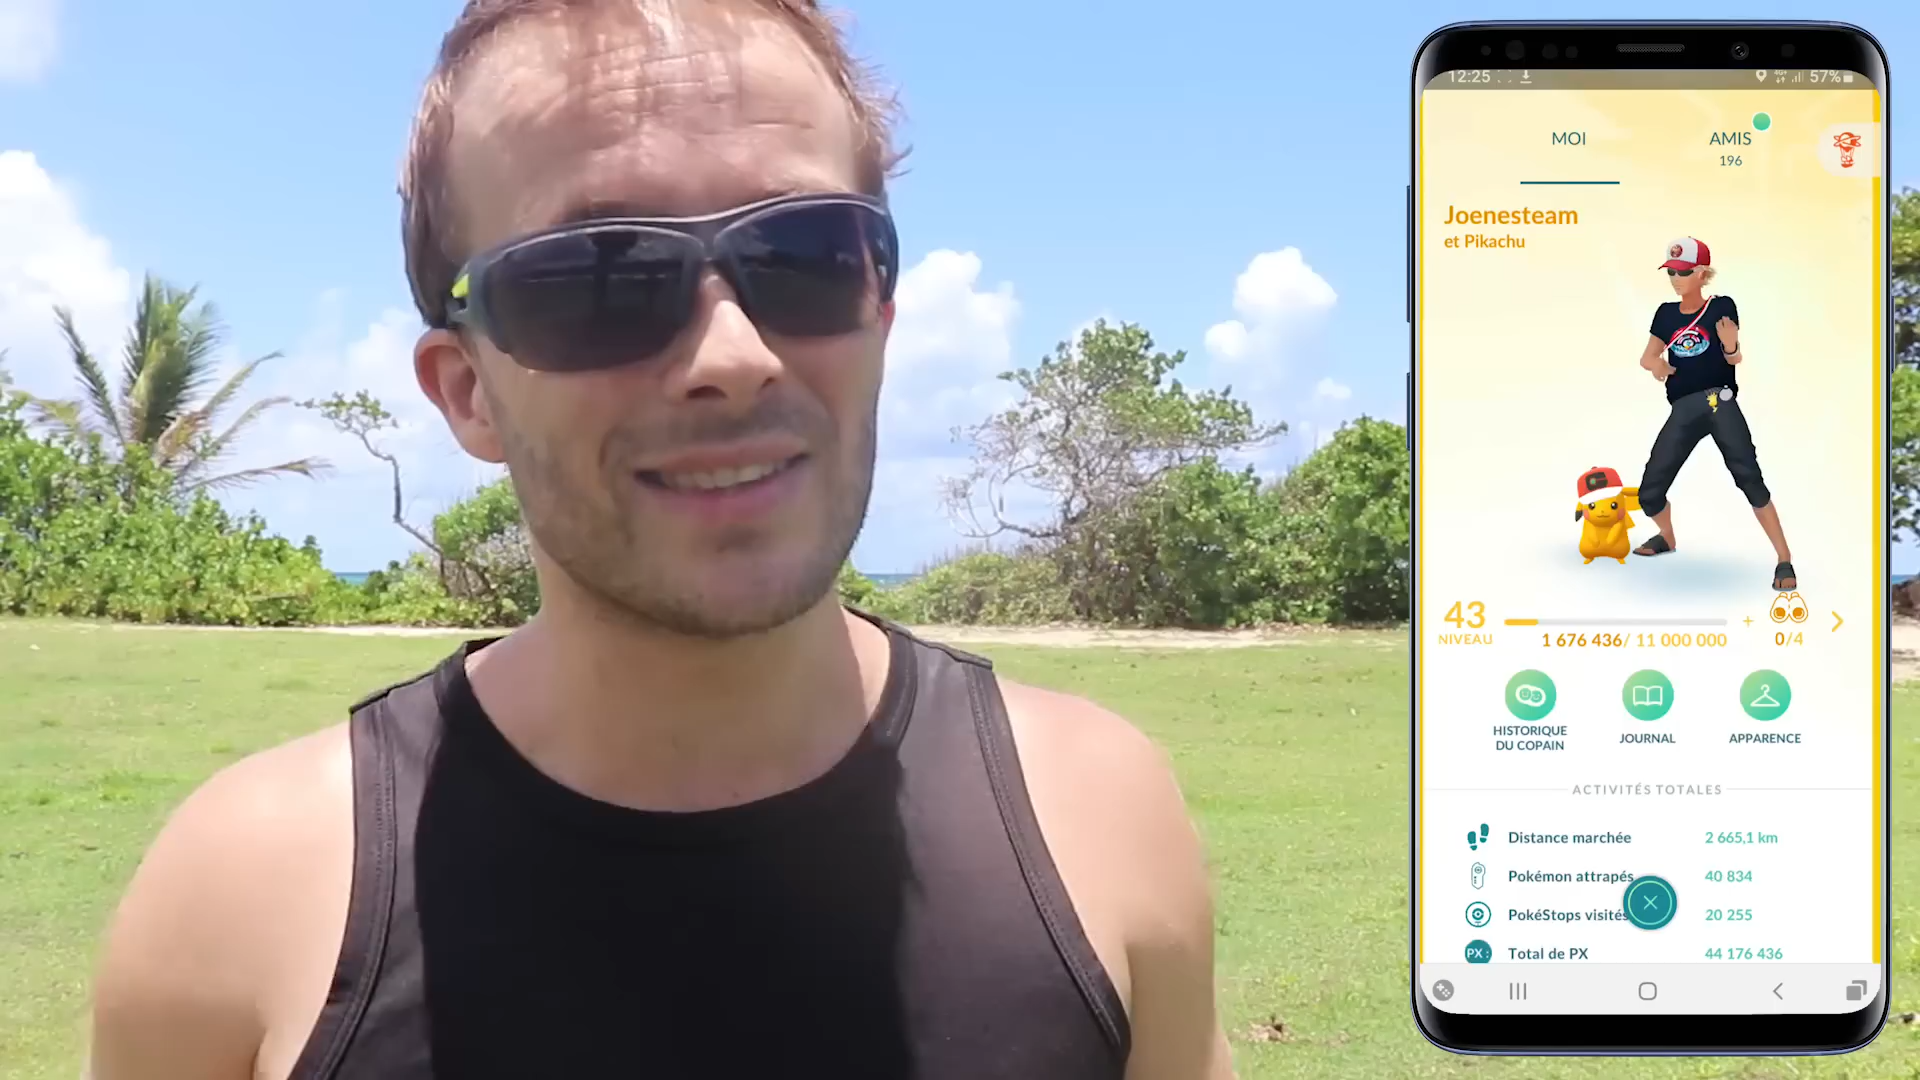 12:25
57%
MOI
AMIS
196
Joenesteam
et Pikachu
43
NIVEAU
1 676 436/ 11 000 000
+
0/4
HISTORIQUE
DU COPAIN
JOURNAL
APPARENCE
ACTIVITÉS TOTALES
Distance marchée 2 665,1 km
Pokémon attrapés 40 834
PokéStops visités 20 255
PX: Total de PX 44 176 436